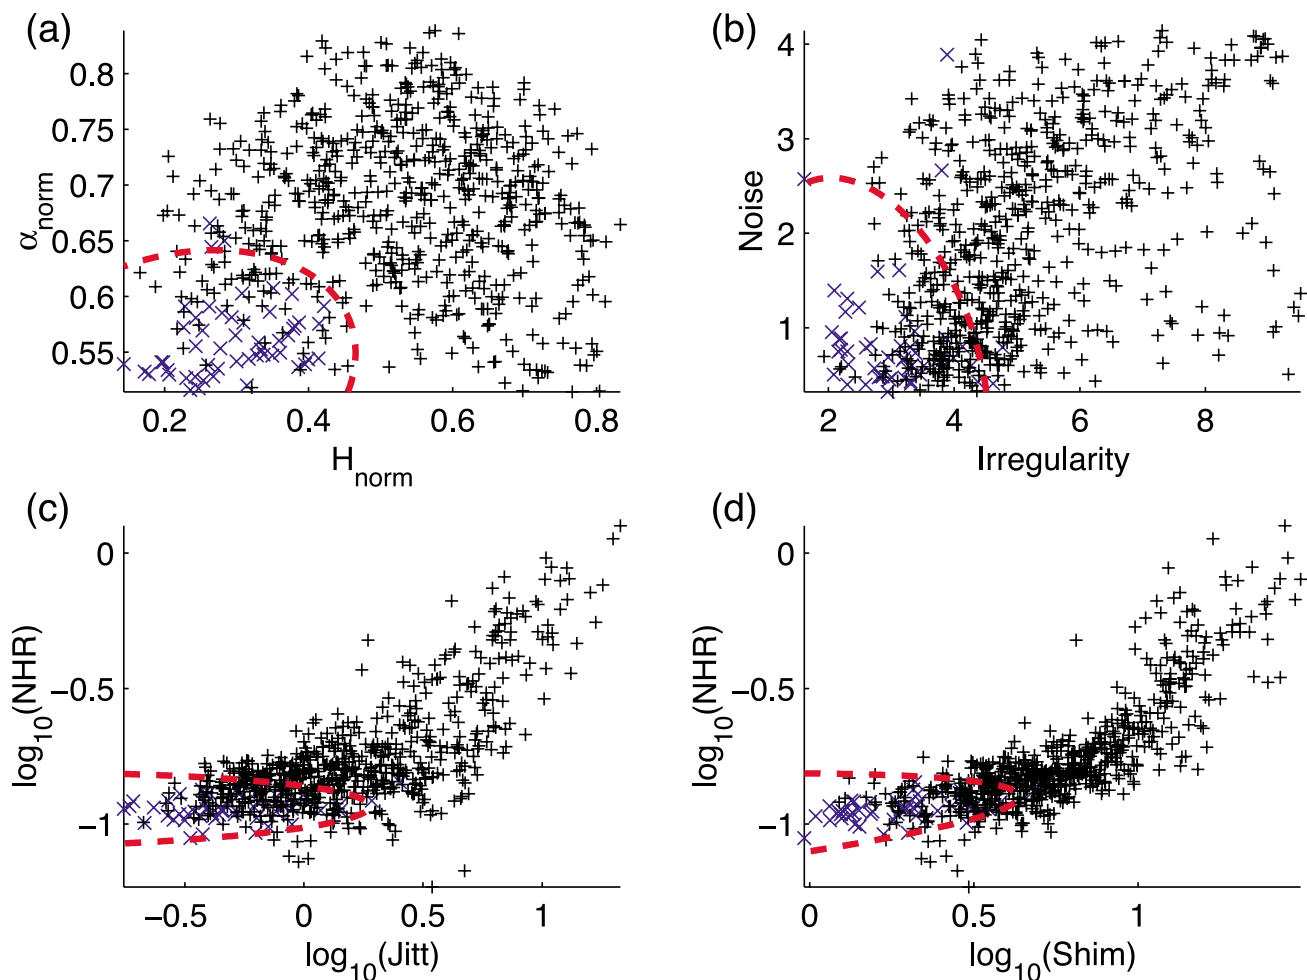 (a)
0.8
0.75
0.7
0.65
0.6
0.55
α_norm
0.2 0.4 0.6 0.8
H_norm
(b)
4
3
2
1
Noise
2 4 6 8
Irregularity
(c)
0
−0.5
−1
log₁₀(NHR)
−0.5 0 0.5 1
log₁₀(Jitt)
(d)
0
−0.5
−1
log₁₀(NHR)
0 0.5 1
log₁₀(Shim)